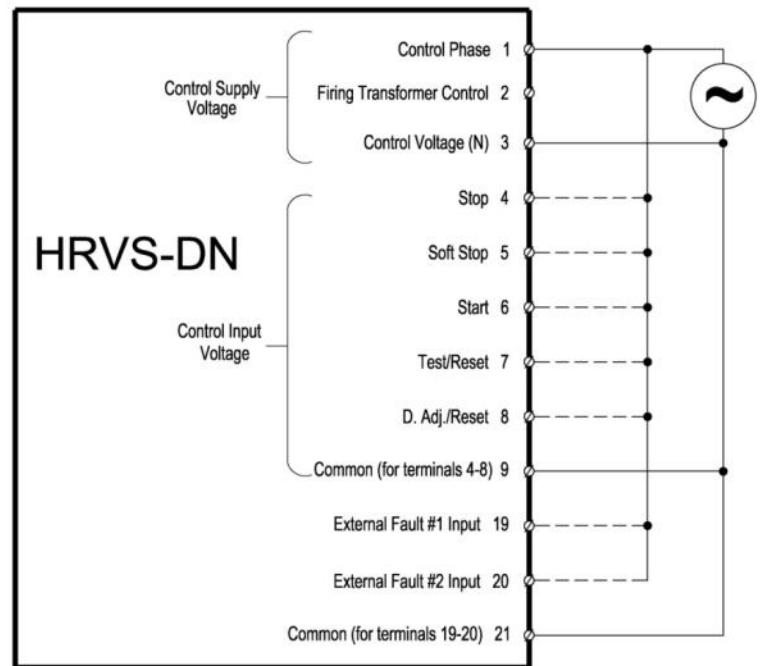 Control Phase 1
Control Supply
Voltage
Firing Transformer Control 2
Control Voltage (N) 3
Stop 4
HRVS-DN
Soft Stop 5
Start 6
Control Input
Voltage
Test/Reset 7
D. Adj./Reset 8
Common (for terminals 4-8) 9
External Fault #1 Input 19
External Fault #2 Input 20
Common (for terminals 19-20) 21